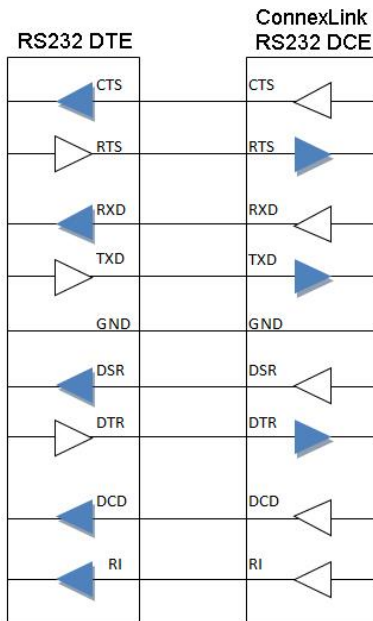 ConnexLink
RS232 DTE RS232 DCE
CTS CTS
RTS RTS
RXD RXD
TXD TXD
GND GND
DSR DSR
DTR DTR
DCD DCD
RI RI